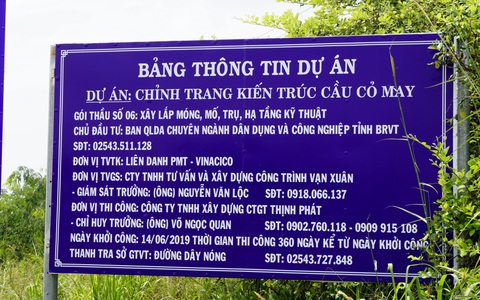 BẢNG THÔNG TIN DỰ ÁN
DỰ ÁN: CHỈNH TRANG KIẾN TRÚC CẦU CỎ MAY
GÓI THẦU SỐ 06: XÂY LẮP MÓNG, MỐ, TRỤ, HẠ TẦNG KỸ THUẬT
CHỦ ĐẦU TƯ: BAN QLDA CHUYÊN NGÀNH DÂN DỤNG VÀ CÔNG NGHIỆP TỈNH BRVT
SĐT: 02543.511.128
ĐƠN VỊ TVTK: LIÊN DANH PMT - VINACICO
ĐƠN VỊ TVGS: CTY TNHH TƯ VẤN VÀ XÂY DỰNG CÔNG TRÌNH VẠN XUÂN
- GIÁM SÁT TRƯỞNG: (ÔNG) NGUYỄN VĂN LỘC SĐT: 0918.066.137
ĐƠN VỊ THI CÔNG: CÔNG TY TNHH XÂY DỰNG CTGT THỊNH PHÁT
- CHỈ HUY TRƯỞNG: (ÔNG) VÕ NGỌC QUAN SĐT: 0902.760.118 - 0909 915 108
NGÀY KHỞI CÔNG: 14/06/2019 THỜI GIAN THI CÔNG 360 NGÀY KỂ TỪ NGÀY KHỞI CÔNG
THANH TRA SỞ GTVT: ĐƯỜNG DÂY NÓNG SĐT: 02543.727.848